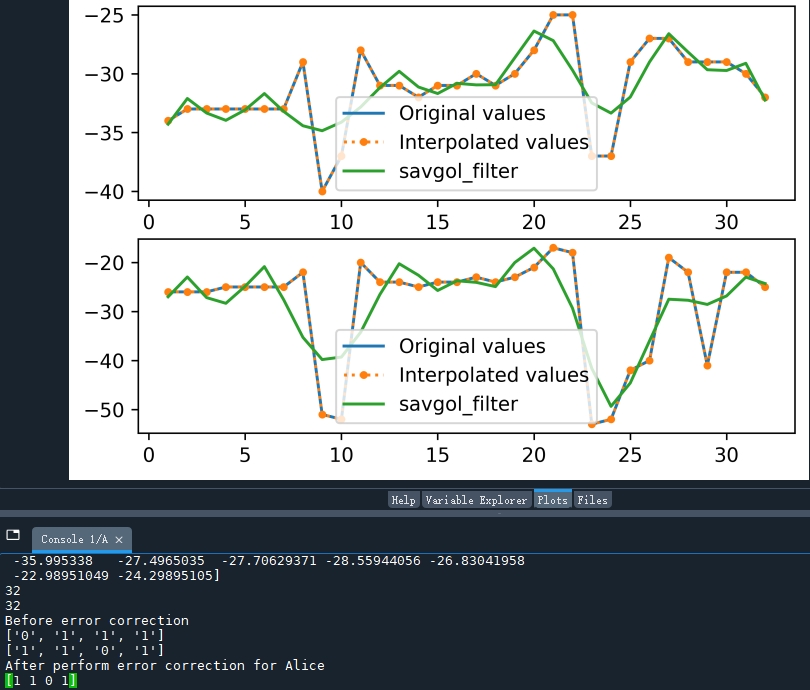 −25
−30
−35
−40
Original values
Interpolated values
savgol_filter
0 5 10 15 20 25 30
−20
−30
−40
−50
Original values
Interpolated values
savgol_filter
0 5 10 15 20 25 30
Help Variable Explorer Plots Files
Console 1/A ×
-35.995338 -27.4965035 -27.70629371 -28.55944056 -26.83041958
-22.98951049 -24.29895105]
32
32
Before error correction
['0', '1', '1', '1']
['1', '1', '0', '1']
After perform error correction for Alice
[1 1 0 1]